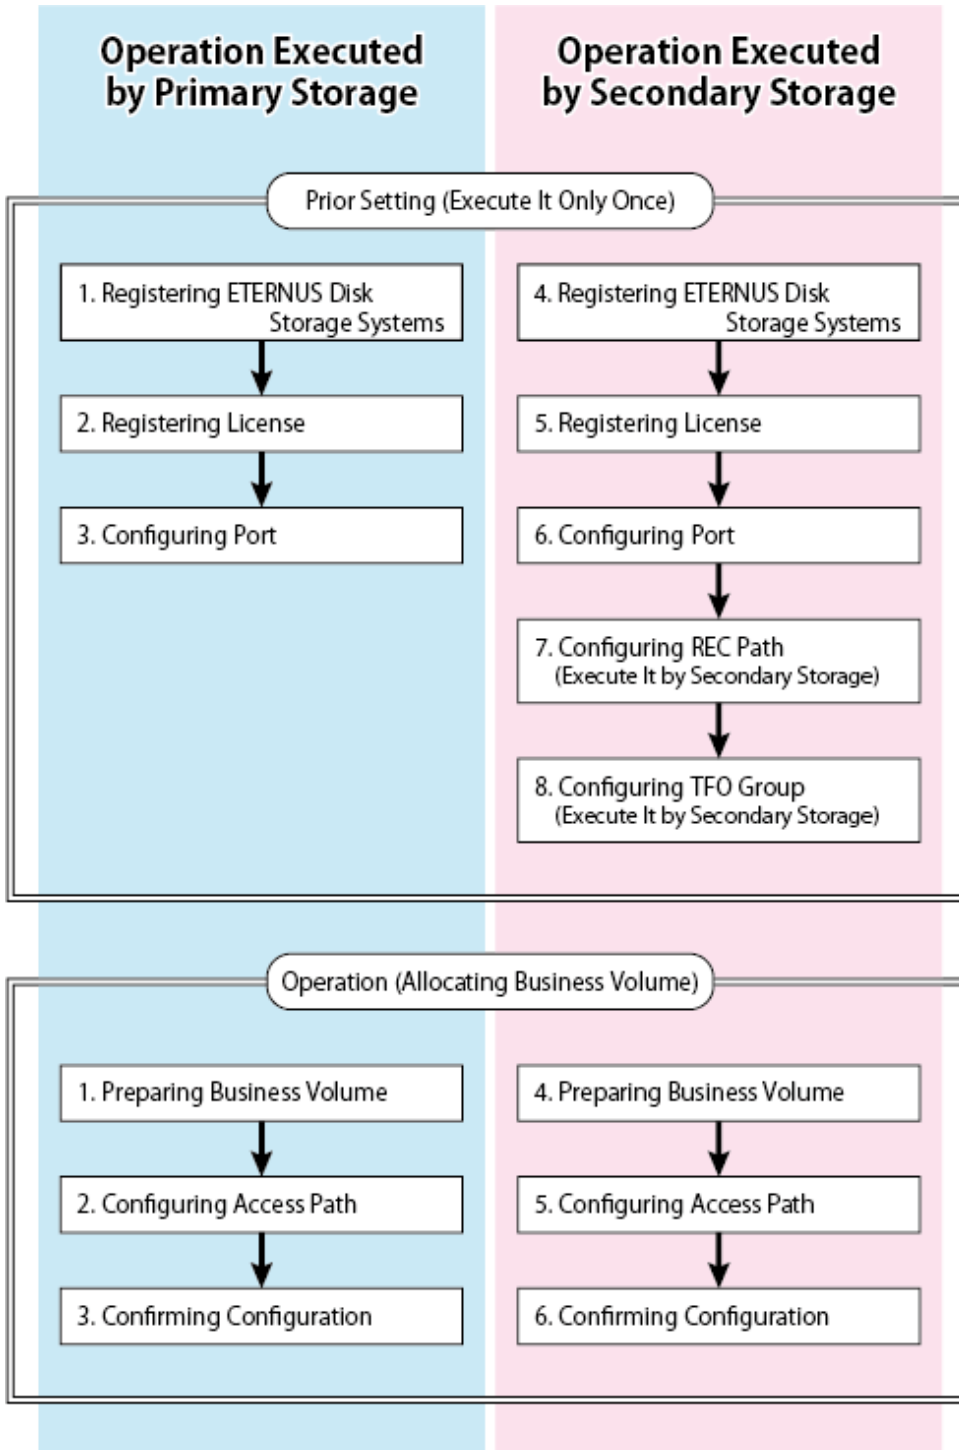 Operation Executed
by Primary Storage
Operation Executed
by Secondary Storage
Prior Setting (Execute It Only Once)
1. Registering ETERNUS Disk
Storage Systems
2. Registering License
3. Configuring Port
4. Registering ETERNUS Disk
Storage Systems
5. Registering License
6. Configuring Port
7. Configuring REC Path
(Execute It by Secondary Storage)
8. Configuring TFO Group
(Execute It by Secondary Storage)
Operation (Allocating Business Volume)
1. Preparing Business Volume
2. Configuring Access Path
3. Confirming Configuration
4. Preparing Business Volume
5. Configuring Access Path
6. Confirming Configuration